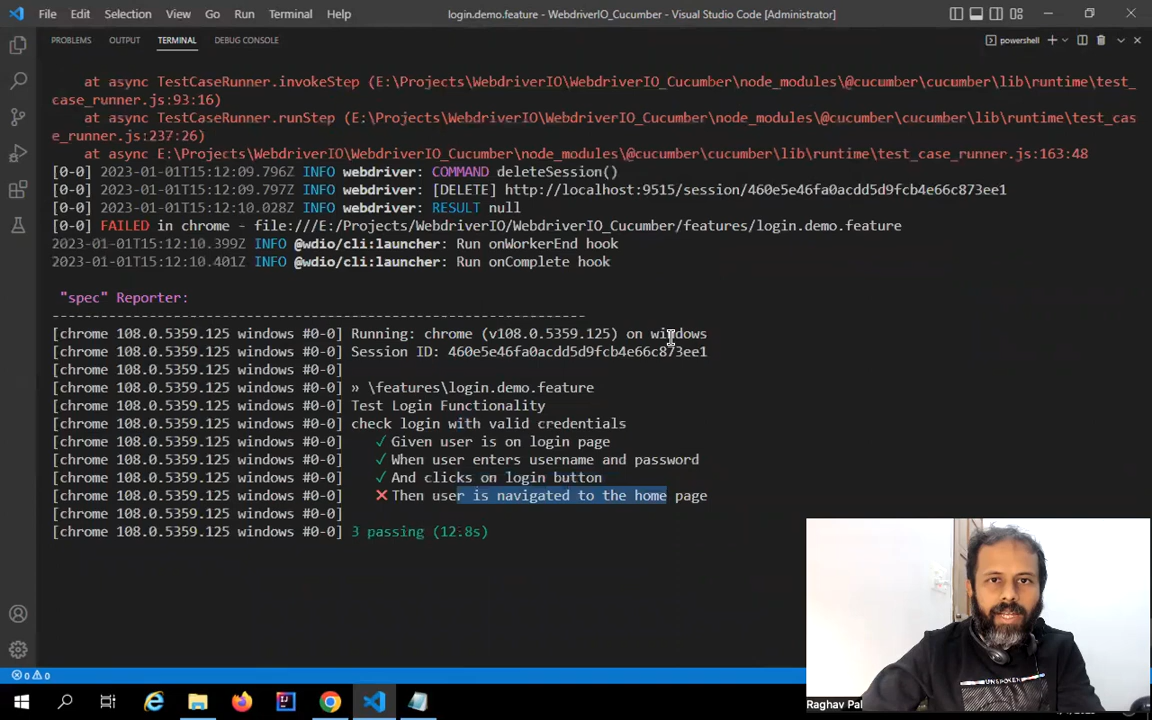 File Edit Selection View Go Run Terminal Help login.demo.feature - WebdriverIO_Cucumber - Visual Studio Code [Administrator]
PROBLEMS OUTPUT TERMINAL DEBUG CONSOLE powershell
at async TestCaseRunner.invokeStep (E:\Projects\WebdriverIO\WebdriverIO_Cucumber\node_modules\@cucumber\cucumber\lib\runtime\test_
case_runner.js:93:16)
at async TestCaseRunner.runStep (E:\Projects\WebdriverIO\WebdriverIO_Cucumber\node_modules\@cucumber\cucumber\lib\runtime\test_cas
e_runner.js:237:26)
at async E:\Projects\WebdriverIO\WebdriverIO_Cucumber\node_modules\@cucumber\cucumber\lib\runtime\test_case_runner.js:163:48
[0-0] 2023-01-01T15:12:09.796Z INFO webdriver: COMMAND deleteSession()
[0-0] 2023-01-01T15:12:09.797Z INFO webdriver: [DELETE] http://localhost:9515/session/460e5e46fa0acdd5d9fcb4e66c873ee1
[0-0] 2023-01-01T15:12:10.028Z INFO webdriver: RESULT null
[0-0] FAILED in chrome - file:///E:/Projects/WebdriverIO/WebdriverIO_Cucumber/features/login.demo.feature
2023-01-01T15:12:10.399Z INFO @wdio/cli:launcher: Run onWorkerEnd hook
2023-01-01T15:12:10.401Z INFO @wdio/cli:launcher: Run onComplete hook
"spec" Reporter:
------------------------------------------------------------------
[chrome 108.0.5359.125 windows #0-0] Running: chrome (v108.0.5359.125) on windows
[chrome 108.0.5359.125 windows #0-0] Session ID: 460e5e46fa0acdd5d9fcb4e66c873ee1
[chrome 108.0.5359.125 windows #0-0]
[chrome 108.0.5359.125 windows #0-0] » \features\login.demo.feature
[chrome 108.0.5359.125 windows #0-0] Test Login Functionality
[chrome 108.0.5359.125 windows #0-0] check login with valid credentials
[chrome 108.0.5359.125 windows #0-0] ✓ Given user is on login page
[chrome 108.0.5359.125 windows #0-0] ✓ When user enters username and password
[chrome 108.0.5359.125 windows #0-0] ✓ And clicks on login button
[chrome 108.0.5359.125 windows #0-0] ✕ Then user is navigated to the home page
[chrome 108.0.5359.125 windows #0-0]
[chrome 108.0.5359.125 windows #0-0] 3 passing (12.8s)
0 0
Raghav Pal